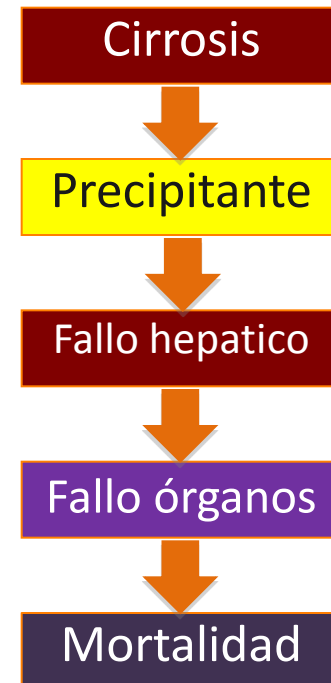 Cirrosis
Precipitante
Fallo hepatico
Fallo órganos
Mortalidad